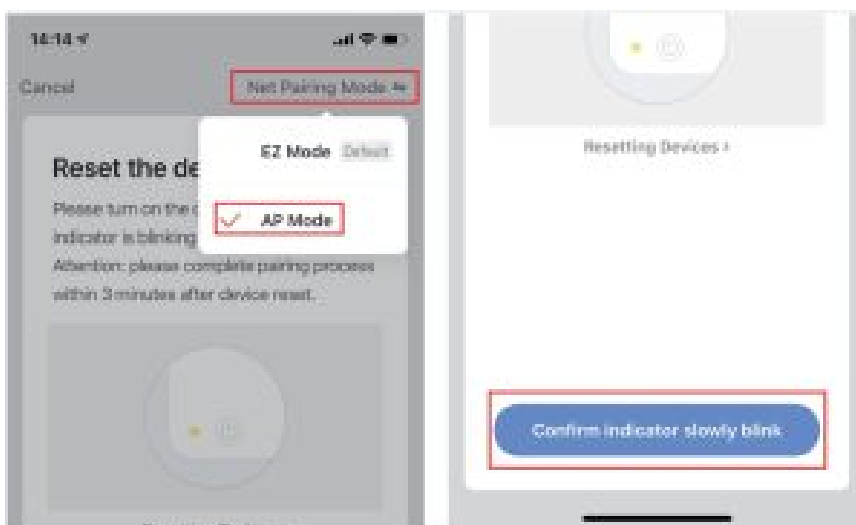 14:14
Cancel
Net Pairing Mode
EZ Mode Default
AP Mode
Reset the de
Please turn on the
indicator is blinking
Attention: please complete pairing process
within 3 minutes after device reset.
Resetting Devices >
Confirm indicator slowly blink